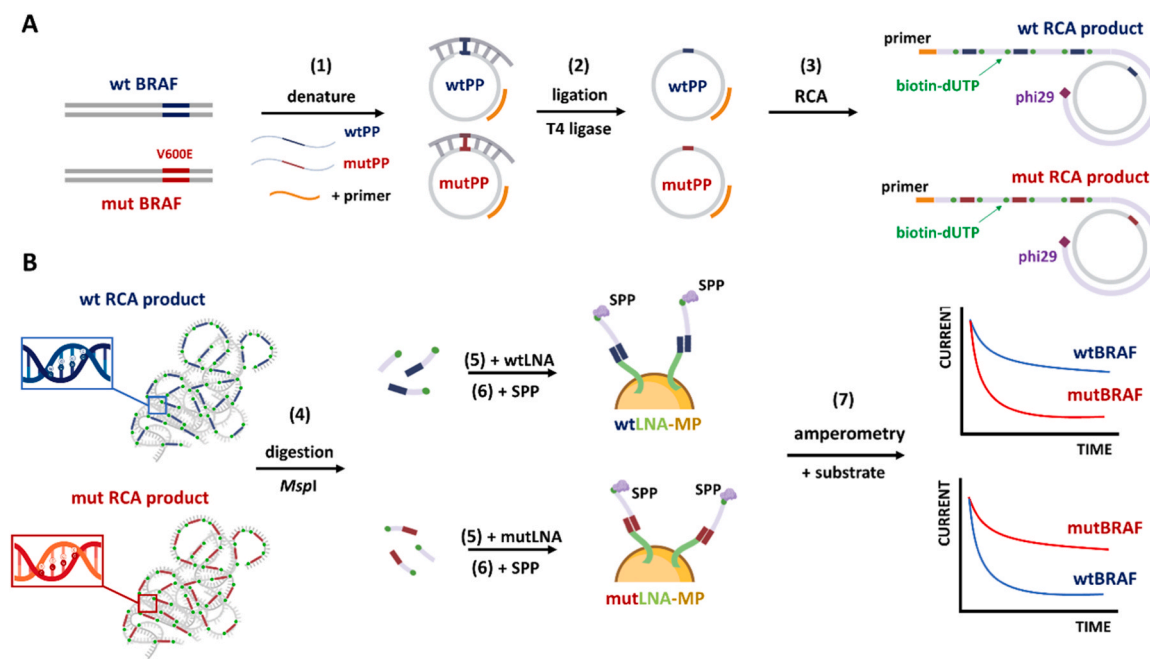 A
wt BRAF
V600E
mut BRAF
(1)
denature
wtPP
mutPP
+ primer
wtPP
mutPP
(2)
ligation
T4 ligase
wtPP
mutPP
(3)
RCA
wt RCA product
primer
biotin-dUTP
phi29
mut RCA product
primer
biotin-dUTP
phi29
B
wt RCA product
mut RCA product
(4)
digestion
MspI
(5) + wtLNA
(6) + SPP
SPP
SPP
wtLNA-MP
(5) + mutLNA
(6) + SPP
SPP
SPP
mutLNA-MP
(7)
amperometry
+ substrate
CURRENT
wtBRAF
mutBRAF
TIME
CURRENT
mutBRAF
wtBRAF
TIME